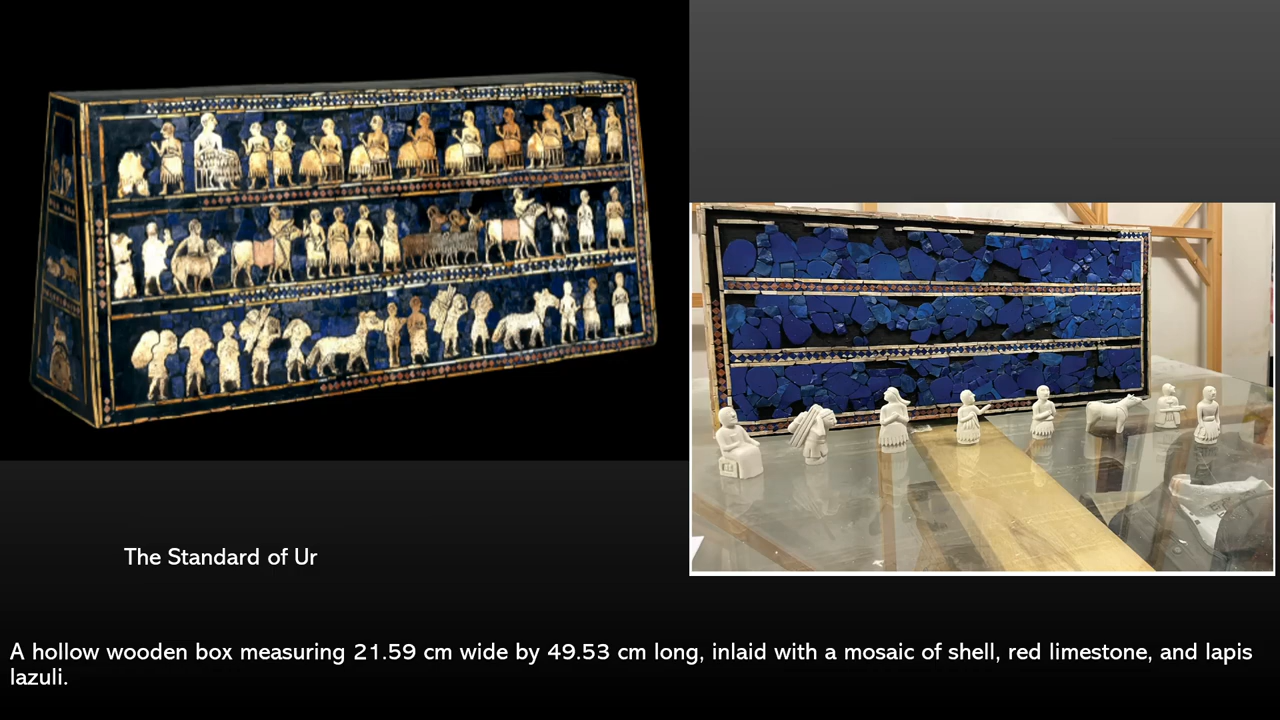 The Standard of Ur
A hollow wooden box measuring 21.59 cm wide by 49.53 cm long, inlaid with a mosaic of shell, red limestone, and lapis
lazuli.